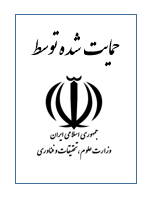 حمایت شده توسط
جمهوری اسلامی ایران
وزارت علوم، تحقیقات و فناوری